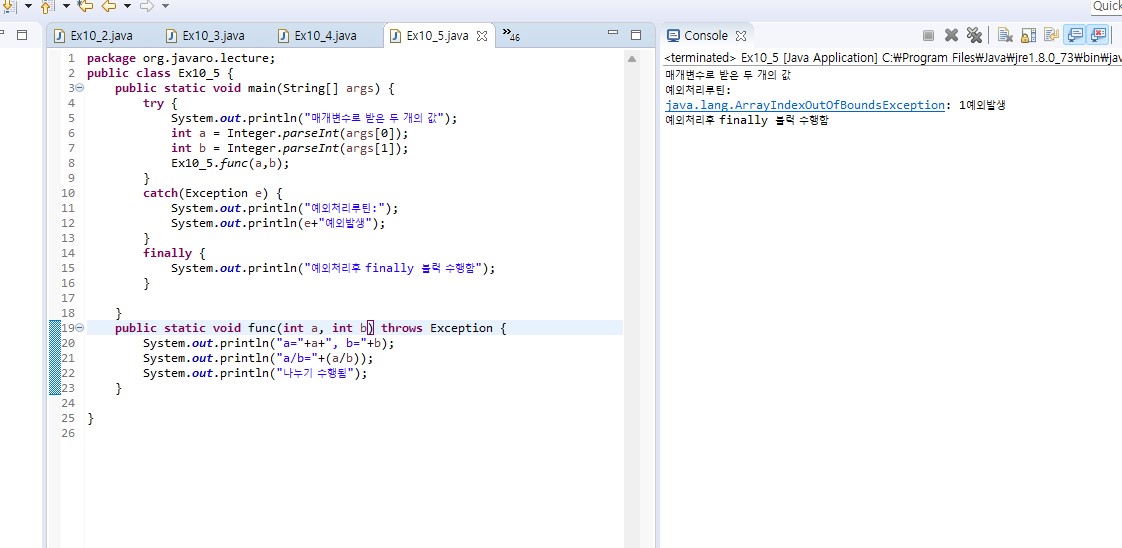 Quick
Ex10_2.java
Ex10_3.java
Ex10_4.java
Ex10_5.java
»46
Console
1 package org.javaro.lecture;
2 public class Ex10_5 {
3 public static void main(String[] args) {
4 try {
5 System.out.println("매개변수로 받은 두 개의 값");
6 int a = Integer.parseInt(args[0]);
7 int b = Integer.parseInt(args[1]);
8 Ex10_5.func(a,b);
9 }
10 catch(Exception e) {
11 System.out.println("예외처리루틴:");
12 System.out.println(e+"예외발생");
13 }
14 finally {
15 System.out.println("예외처리후 finally 블럭 수행함");
16 }
17
18 }
19 public static void func(int a, int b) throws Exception {
20 System.out.println("a="+a+", b="+b);
21 System.out.println("a/b="+(a/b));
22 System.out.println("나누기 수행됨");
23 }
24
25 }
26
<terminated> Ex10_5 [Java Application] C:₩Program Files₩Java₩jre1.8.0_73₩bin₩jav
매개변수로 받은 두 개의 값
예외처리루틴:
java.lang.ArrayIndexOutOfBoundsException: 1예외발생
예외처리후 finally 블럭 수행함